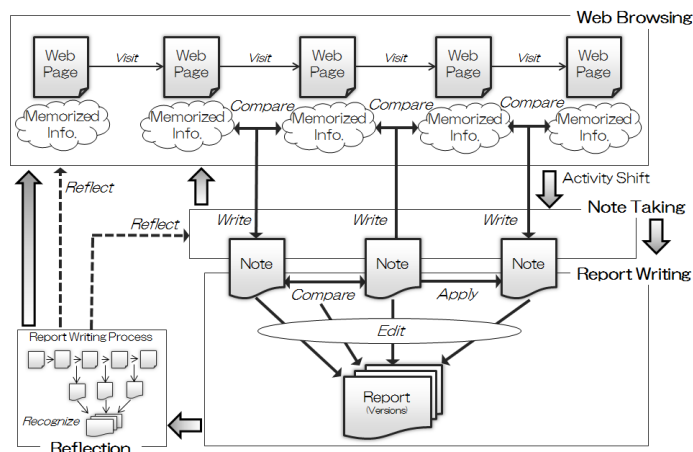 Web Browsing
Web
Page
Visit
Web
Page
Visit
Web
Page
Visit
Web
Page
Visit
Web
Page
Memorized
Info.
Memorized
Info.
Compare
Memorized
Info.
Compare
Memorized
Info.
Compare
Memorized
Info.
Reflect
Activity Shift
Note Taking
Reflect
Write
Write
Write
Note
Note
Note
Report Writing
Compare
Apply
Edit
Report Writing Process
Recognize
Reflection
Report
(Versions)